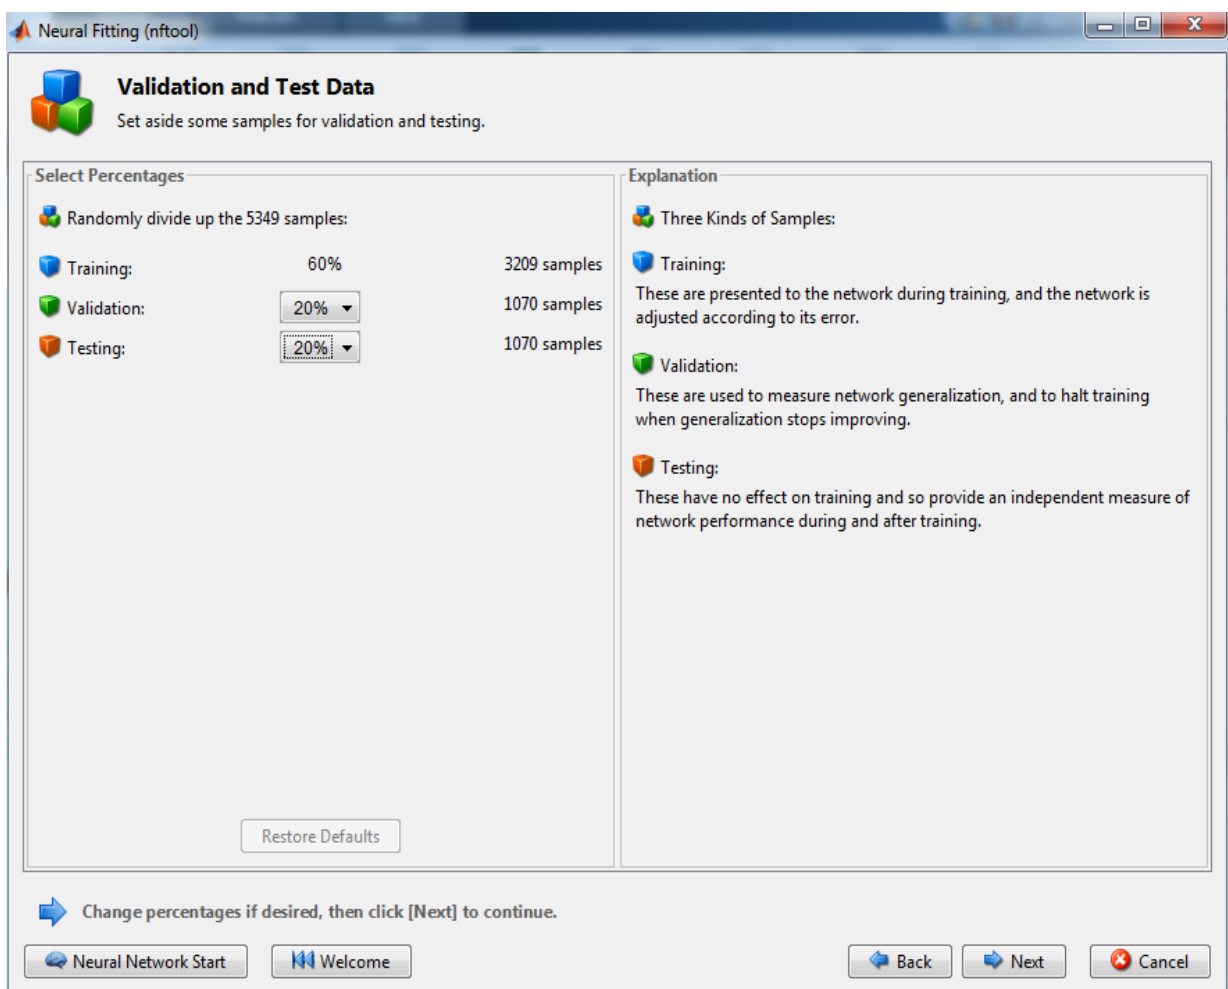 Neural Fitting (nftool)
Validation and Test Data
Set aside some samples for validation and testing.
Select Percentages
Randomly divide up the 5349 samples:
Training: 60% 3209 samples
Validation: 20% 1070 samples
Testing: 20% 1070 samples
Restore Defaults
Explanation
Three Kinds of Samples:
Training:
These are presented to the network during training, and the network is
adjusted according to its error.
Validation:
These are used to measure network generalization, and to halt training
when generalization stops improving.
Testing:
These have no effect on training and so provide an independent measure of
network performance during and after training.
Change percentages if desired, then click [Next] to continue.
Neural Network Start Welcome Back Next Cancel